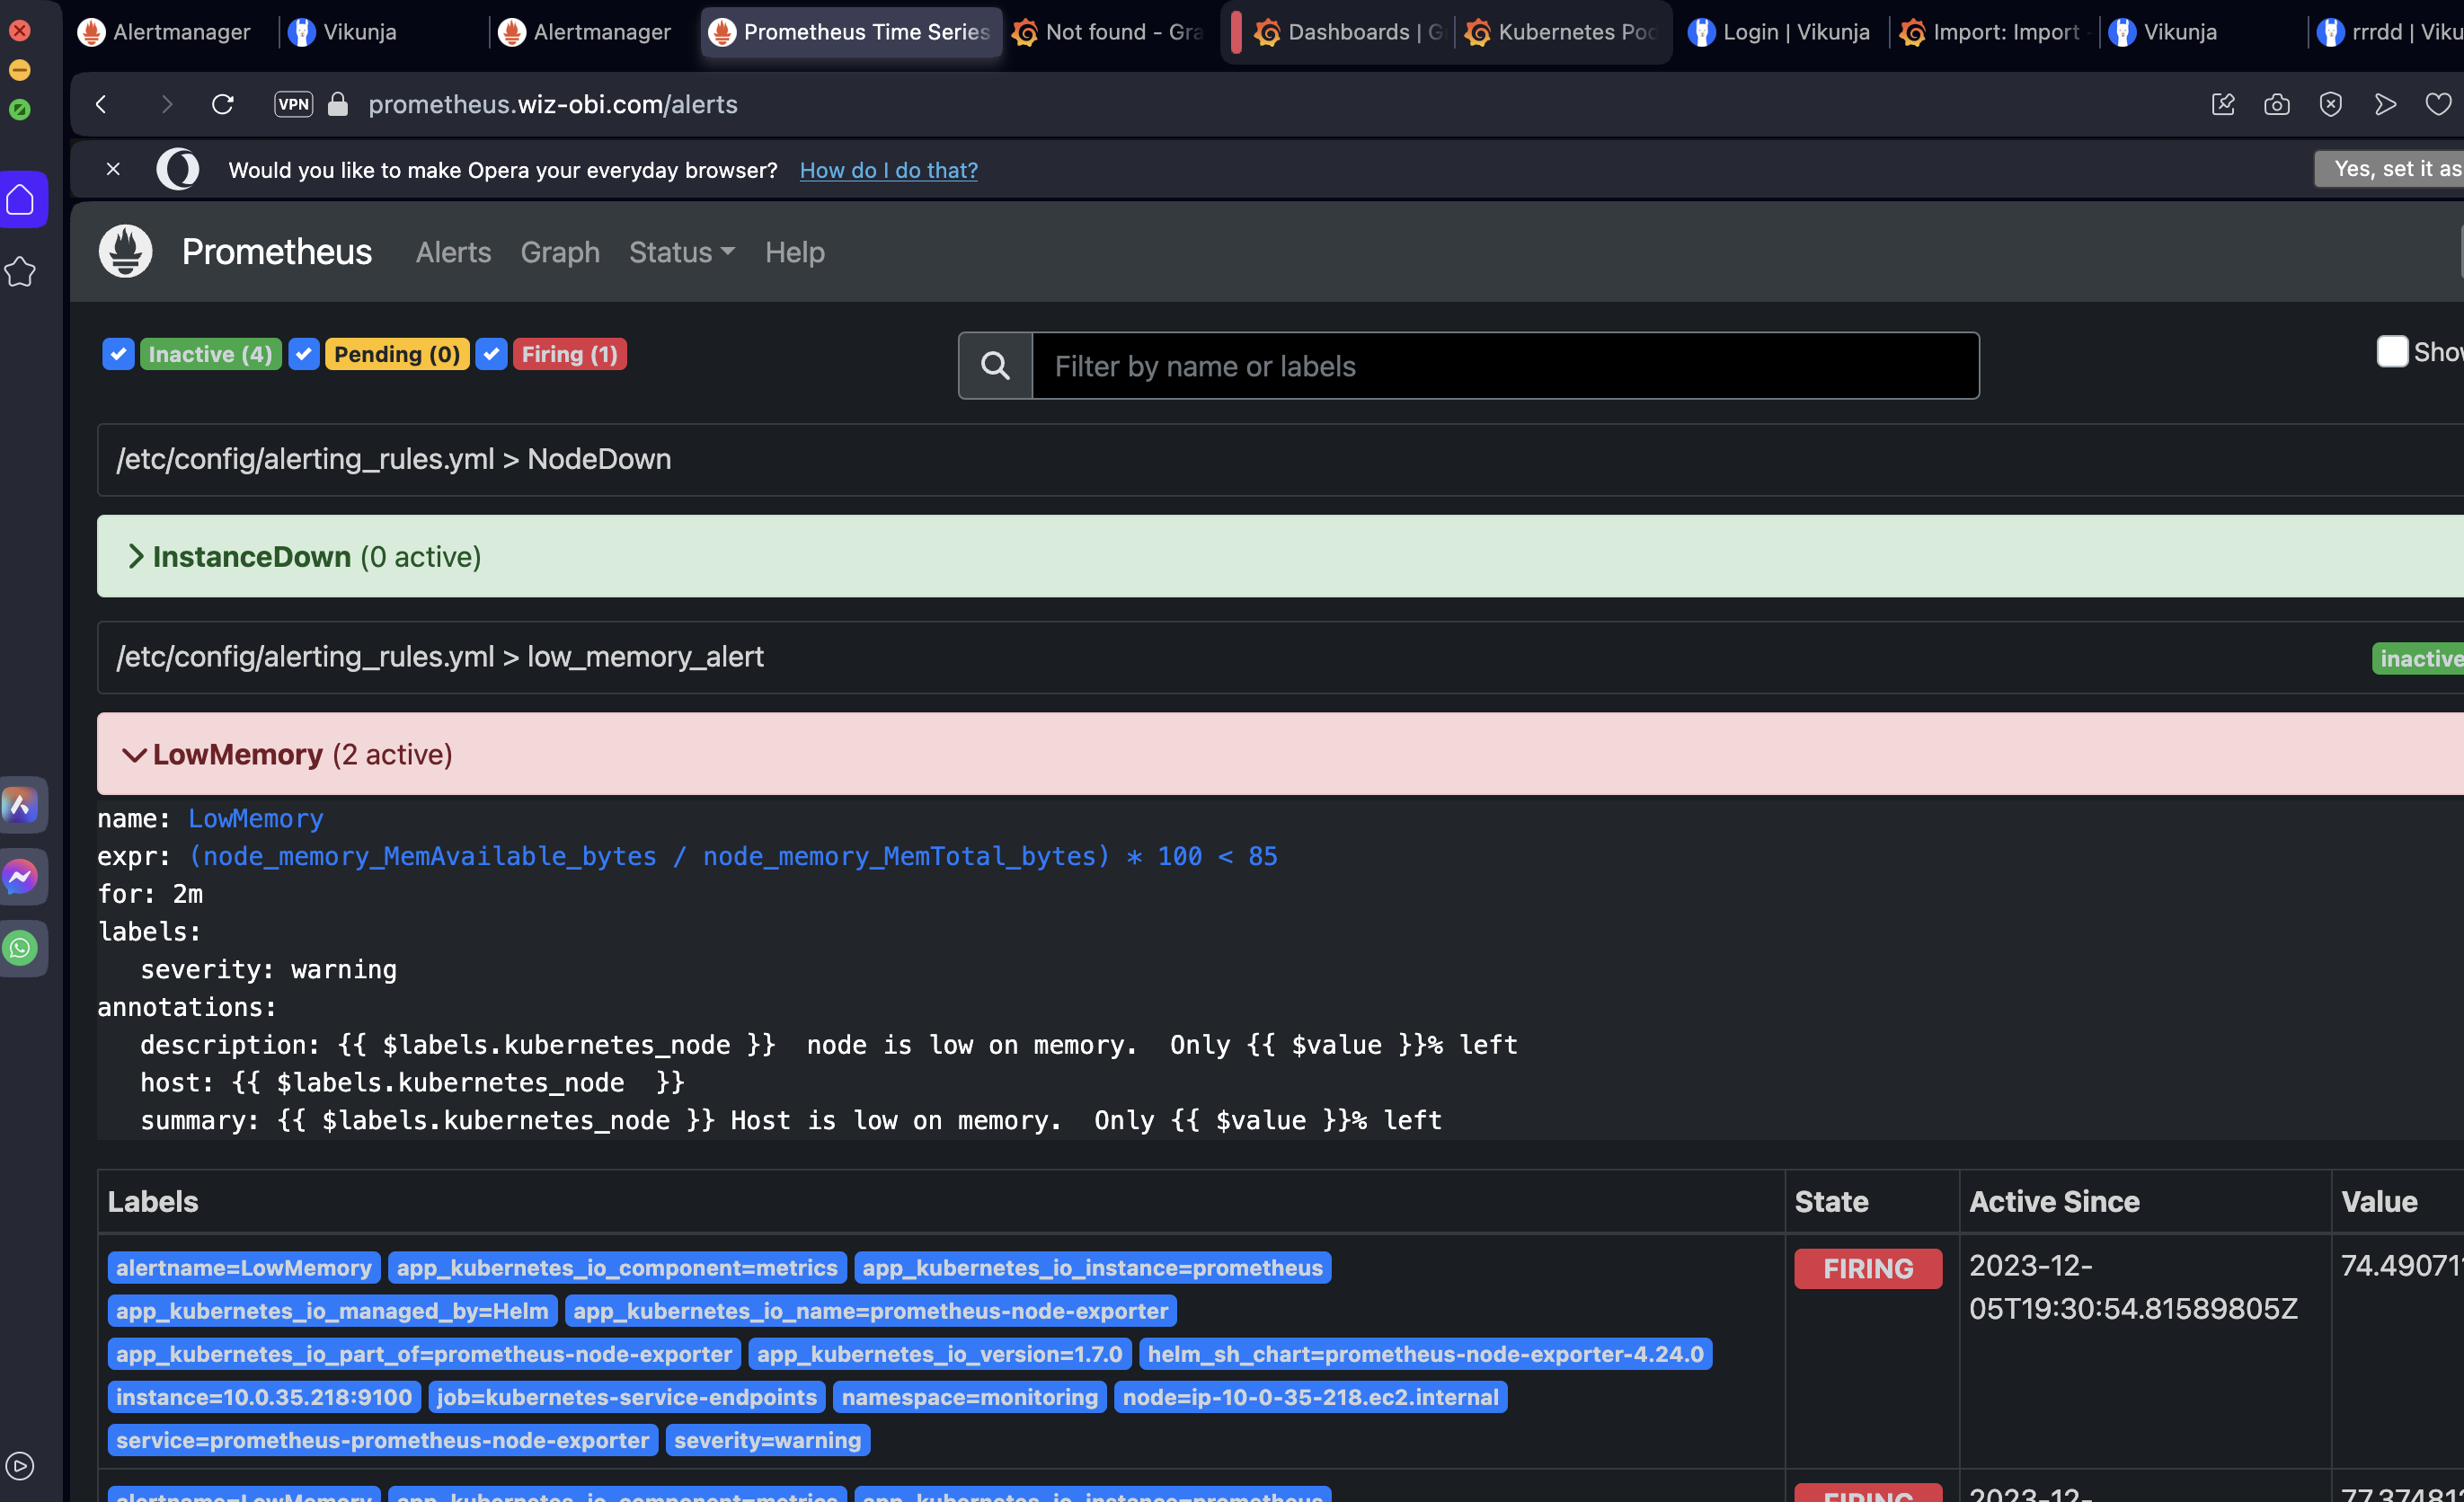 Alertmanager Vikunja Alertmanager Prometheus Time Series Not found - Gra Dashboards | G Kubernetes Pod Login | Vikunja Import: Import - Vikunja rrrdd | Viku
VPN prometheus.wiz-obi.com/alerts
Would you like to make Opera your everyday browser? How do I do that? Yes, set it as
Prometheus Alerts Graph Status Help
Inactive (4) Pending (0) Firing (1) Filter by name or labels Show
/etc/config/alerting_rules.yml > NodeDown
InstanceDown (0 active)
/etc/config/alerting_rules.yml > low_memory_alert inactive
LowMemory (2 active)
name: LowMemory
expr: (node_memory_MemAvailable_bytes / node_memory_MemTotal_bytes) * 100 < 85
for: 2m
labels:
severity: warning
annotations:
description: {{ $labels.kubernetes_node }}  node is low on memory.  Only {{ $value }}% left
host: {{ $labels.kubernetes_node  }}
summary: {{ $labels.kubernetes_node }} Host is low on memory.  Only {{ $value }}% left
Labels State Active Since Value
alertname=LowMemory app_kubernetes_io_component=metrics app_kubernetes_io_instance=prometheus FIRING 2023-12- 74.49071
app_kubernetes_io_managed_by=Helm app_kubernetes_io_name=prometheus-node-exporter 05T19:30:54.81589805Z
app_kubernetes_io_part_of=prometheus-node-exporter app_kubernetes_io_version=1.7.0 helm_sh_chart=prometheus-node-exporter-4.24.0
instance=10.0.35.218:9100 job=kubernetes-service-endpoints namespace=monitoring node=ip-10-0-35-218.ec2.internal
service=prometheus-prometheus-node-exporter severity=warning
alertname=LowMemory app_kubernetes_io_component=metrics app_kubernetes_io_instance=prometheus FIRING 2023-12- 77.37481